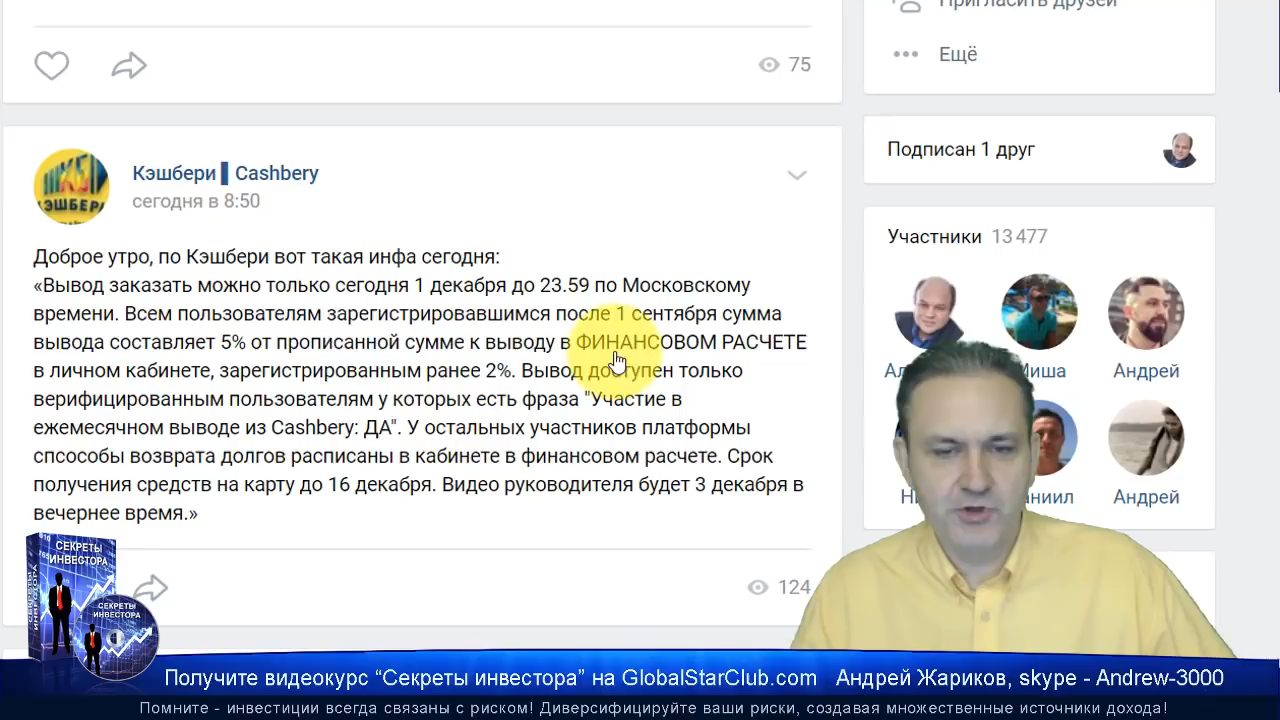 Пригласить друзей
75
Ещё
Подписан 1 друг
Кэшбери ▌Cashbery
сегодня в 8:50
Участники 13 477
Доброе утро, по Кэшбери вот такая инфа сегодня:
«Вывод заказать можно только сегодня 1 декабря до 23.59 по Московскому
времени. Всем пользователям зарегистрировавшимся после 1 сентября сумма
вывода составляет 5% от прописанной сумме к выводу в ФИНАНСОВОМ РАСЧЕТЕ
в личном кабинете, зарегистрированным ранее 2%. Вывод доступен только
верифицированным пользователям у которых есть фраза "Участие в
ежемесячном выводе из Cashbery: ДА". У остальных участников платформы
спсособы возврата долгов расписаны в кабинете в финансовом расчете. Срок
получения средств на карту до 16 декабря. Видео руководителя будет 3 декабря в
вечернее время.»
Миша
Андрей
Андрей
124
СЕКРЕТЫ
ИНВЕСТОРА
СЕКРЕТЫ
ИНВЕСТОРА
Получите видеокурс “Секреты инвестора” на GlobalStarClub.com Андрей Жариков, skype - Andrew-3000
Помните - инвестиции всегда связаны с риском! Диверсифицируйте ваши риски, создавая множественные источники дохода!